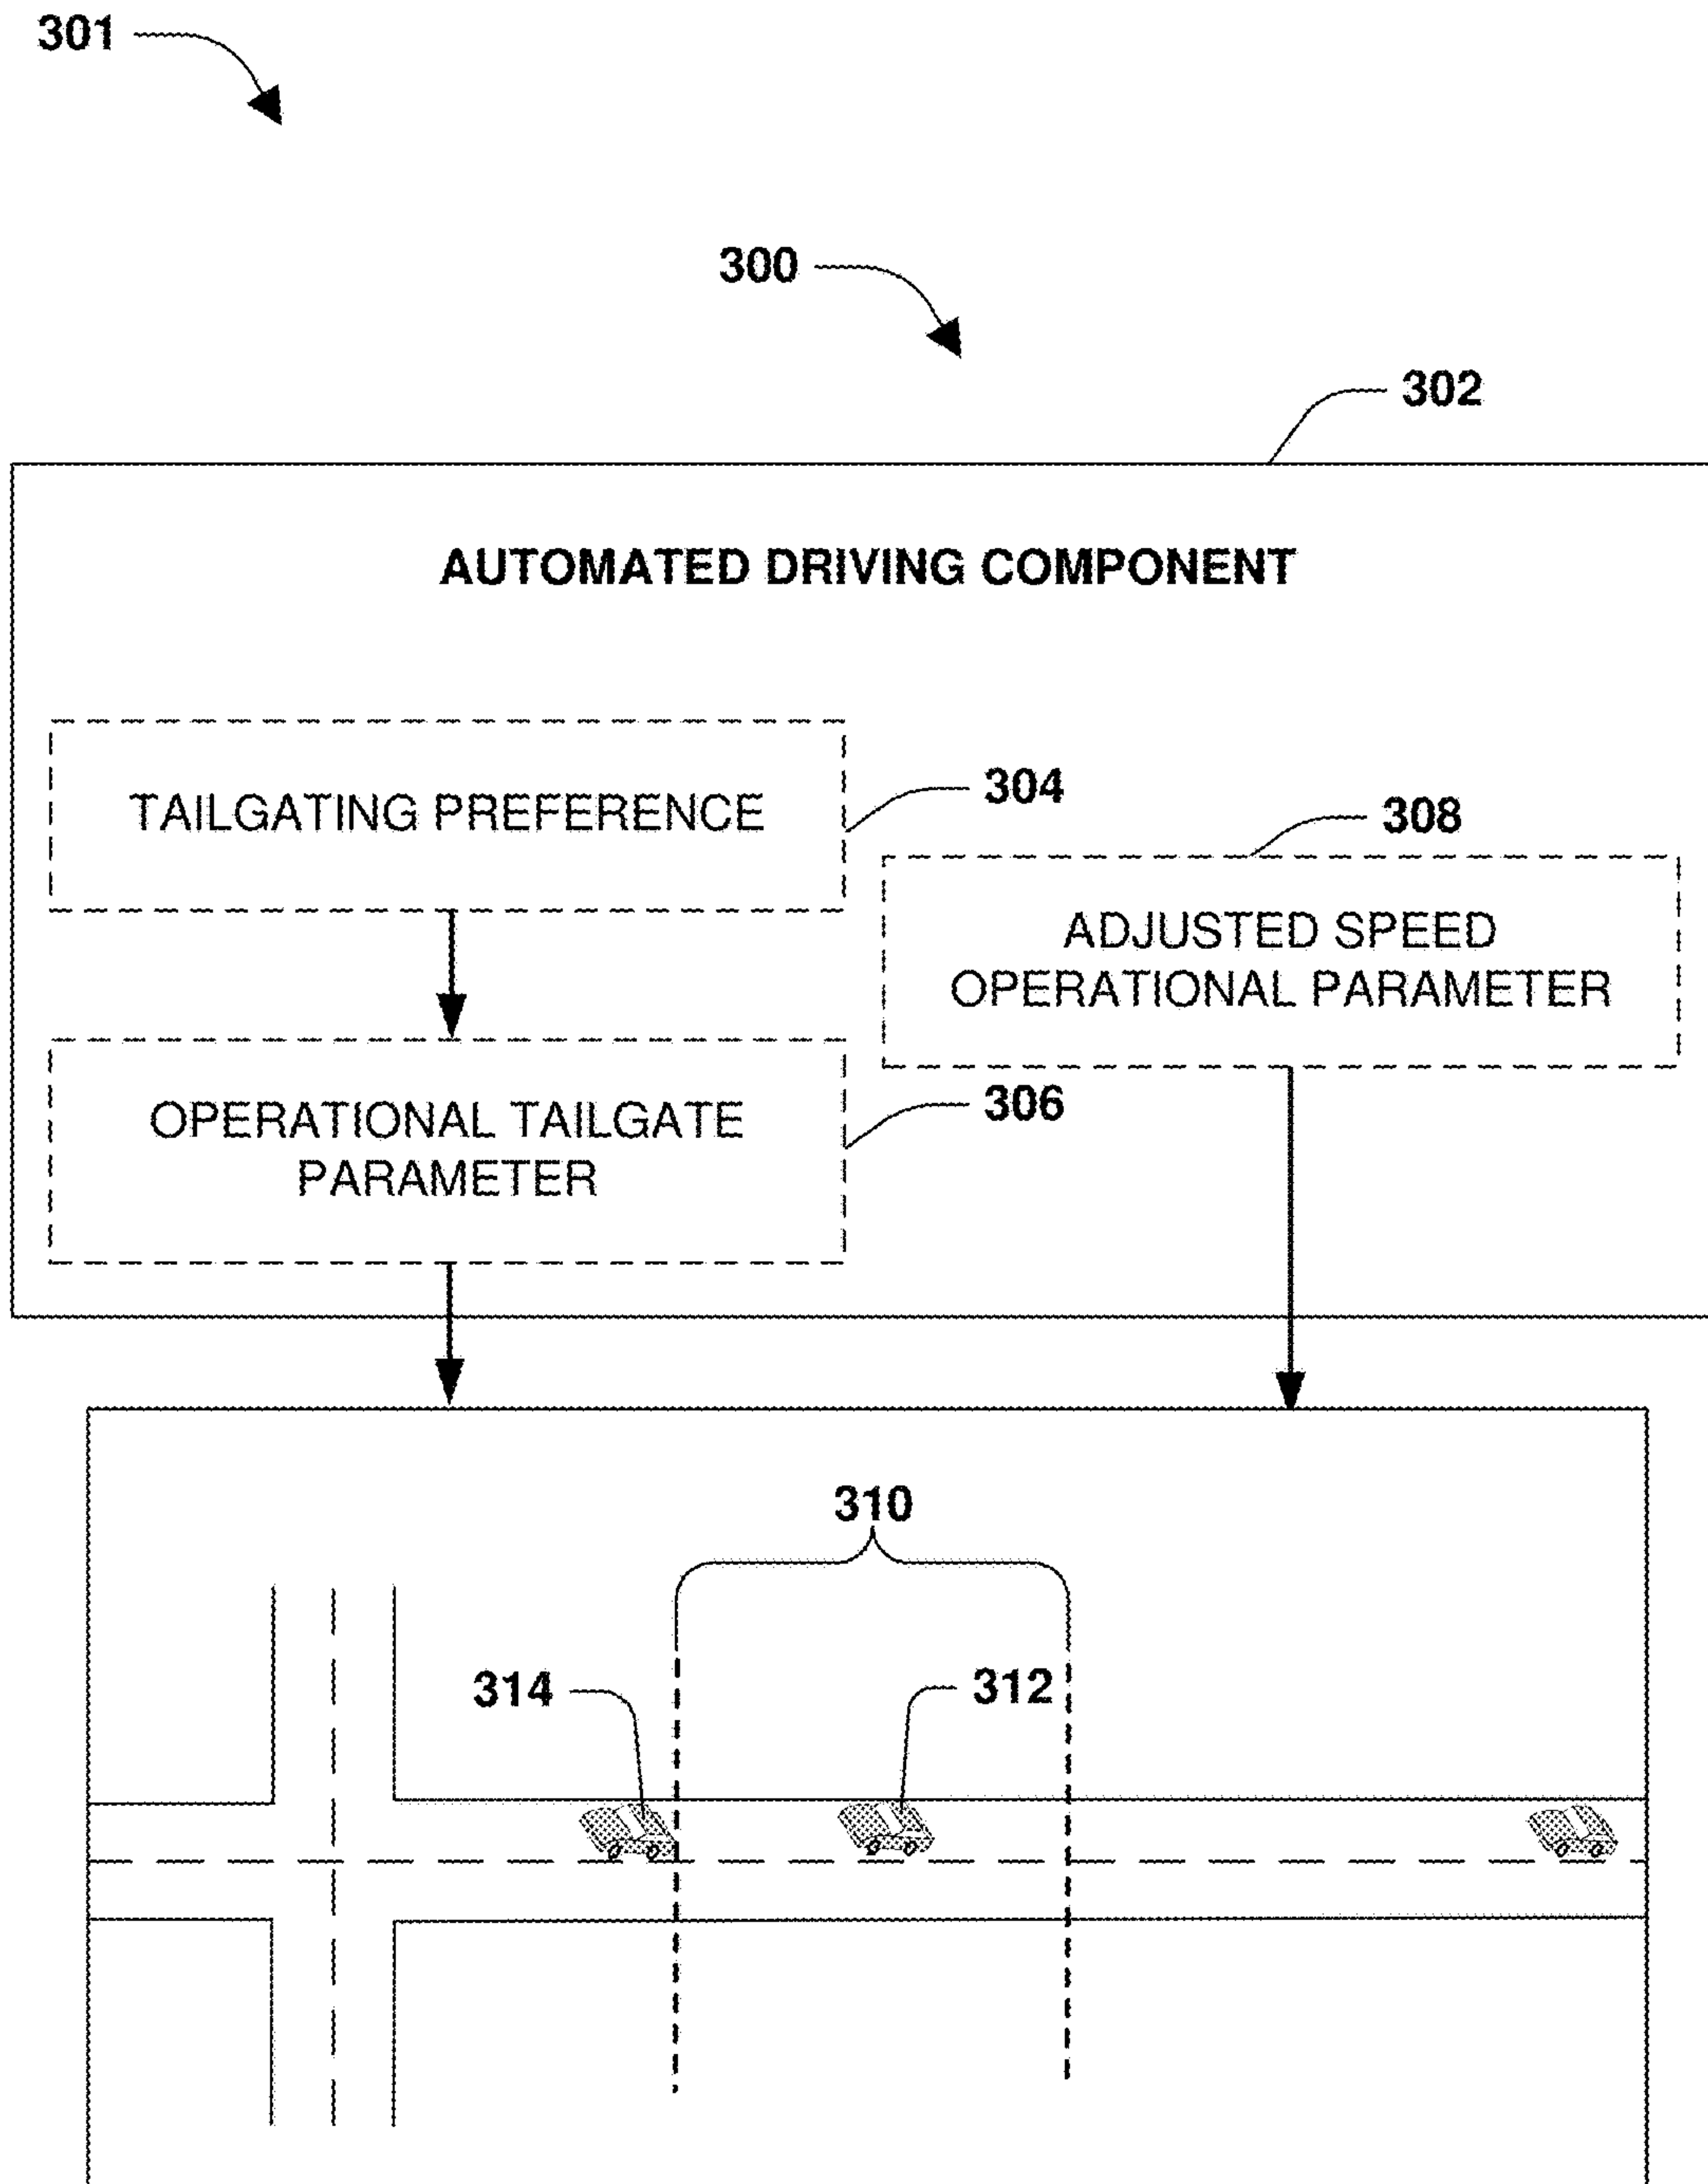 301
300
302
AUTOMATED DRIVING COMPONENT
TAILGATING PREFERENCE
304
308
ADJUSTED SPEED
OPERATIONAL PARAMETER
OPERATIONAL TAILGATE
PARAMETER
306
310
314
312